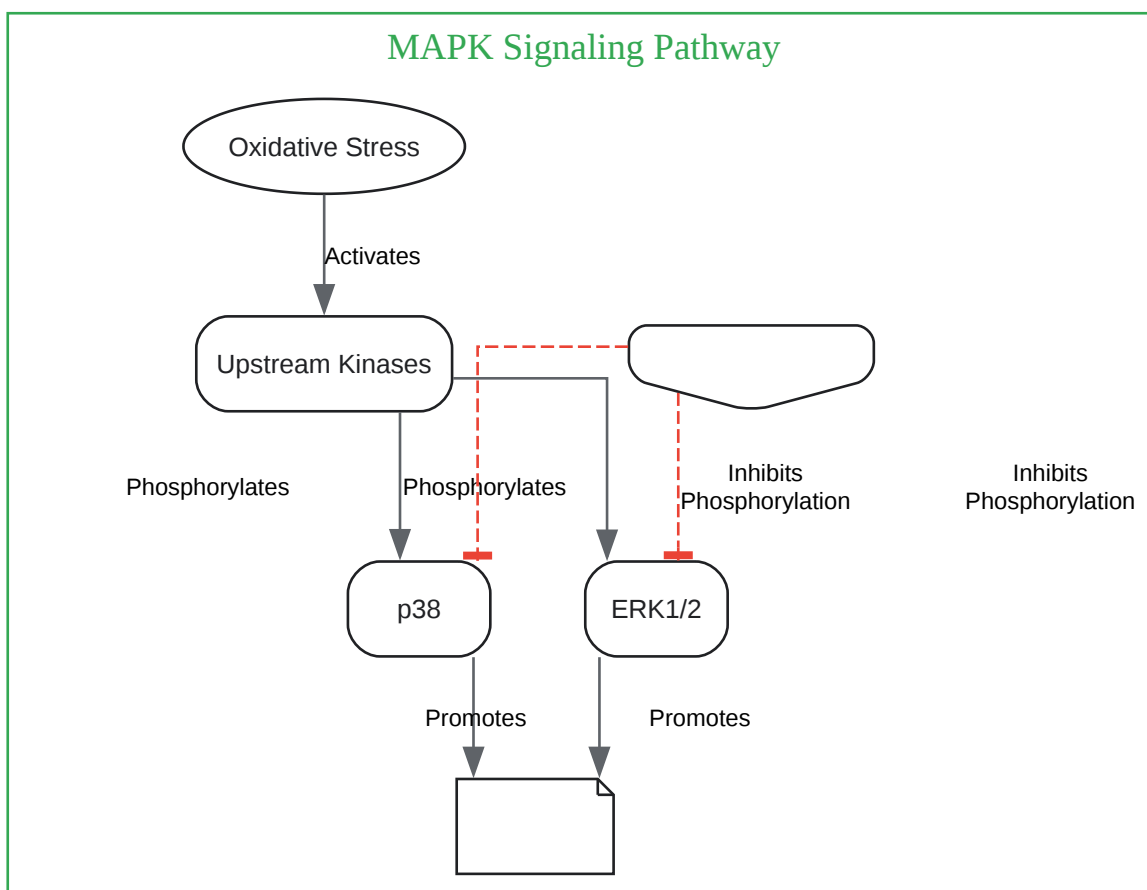 MAPK Signaling Pathway
Oxidative Stress
Activates
Upstream Kinases
Phosphorylates
Phosphorylates
Inhibits
Phosphorylation
Inhibits
Phosphorylation
p38
ERK1/2
Promotes
Promotes